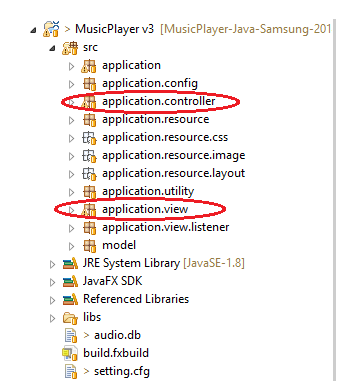 > MusicPlayer v3 [MusicPlayer-Java-Samsung-201
src
application
application.config
application.controller
application.resource
application.resource.css
application.resource.image
application.resource.layout
application.utility
application.view
application.view.listener
model
JRE System Library [JavaSE-1.8]
JavaFX SDK
Referenced Libraries
libs
> audio.db
build.fxbuild
> setting.cfg